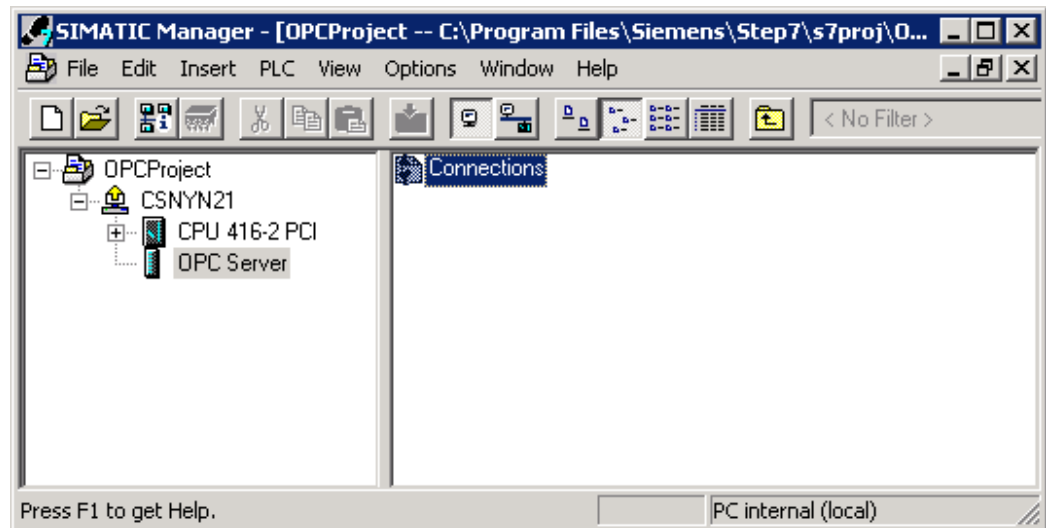 SIMATIC Manager - [OPCProject -- C:\Program Files\Siemens\Step7\s7proj\O...
File Edit Insert PLC View Options Window Help
< No Filter >
OPCProject
CSNYN21
CPU 416-2 PCI
OPC Server
Connections
Press F1 to get Help.
PC internal (local)